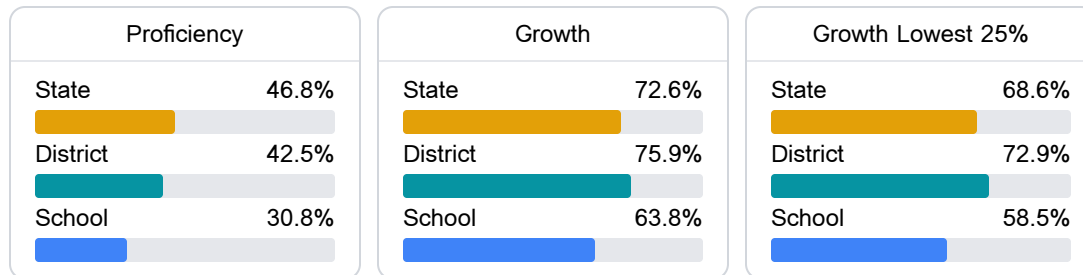 Proficiency
State 46.8%
District 42.5%
School 30.8%
Growth
State 72.6%
District 75.9%
School 63.8%
Growth Lowest 25%
State 68.6%
District 72.9%
School 58.5%